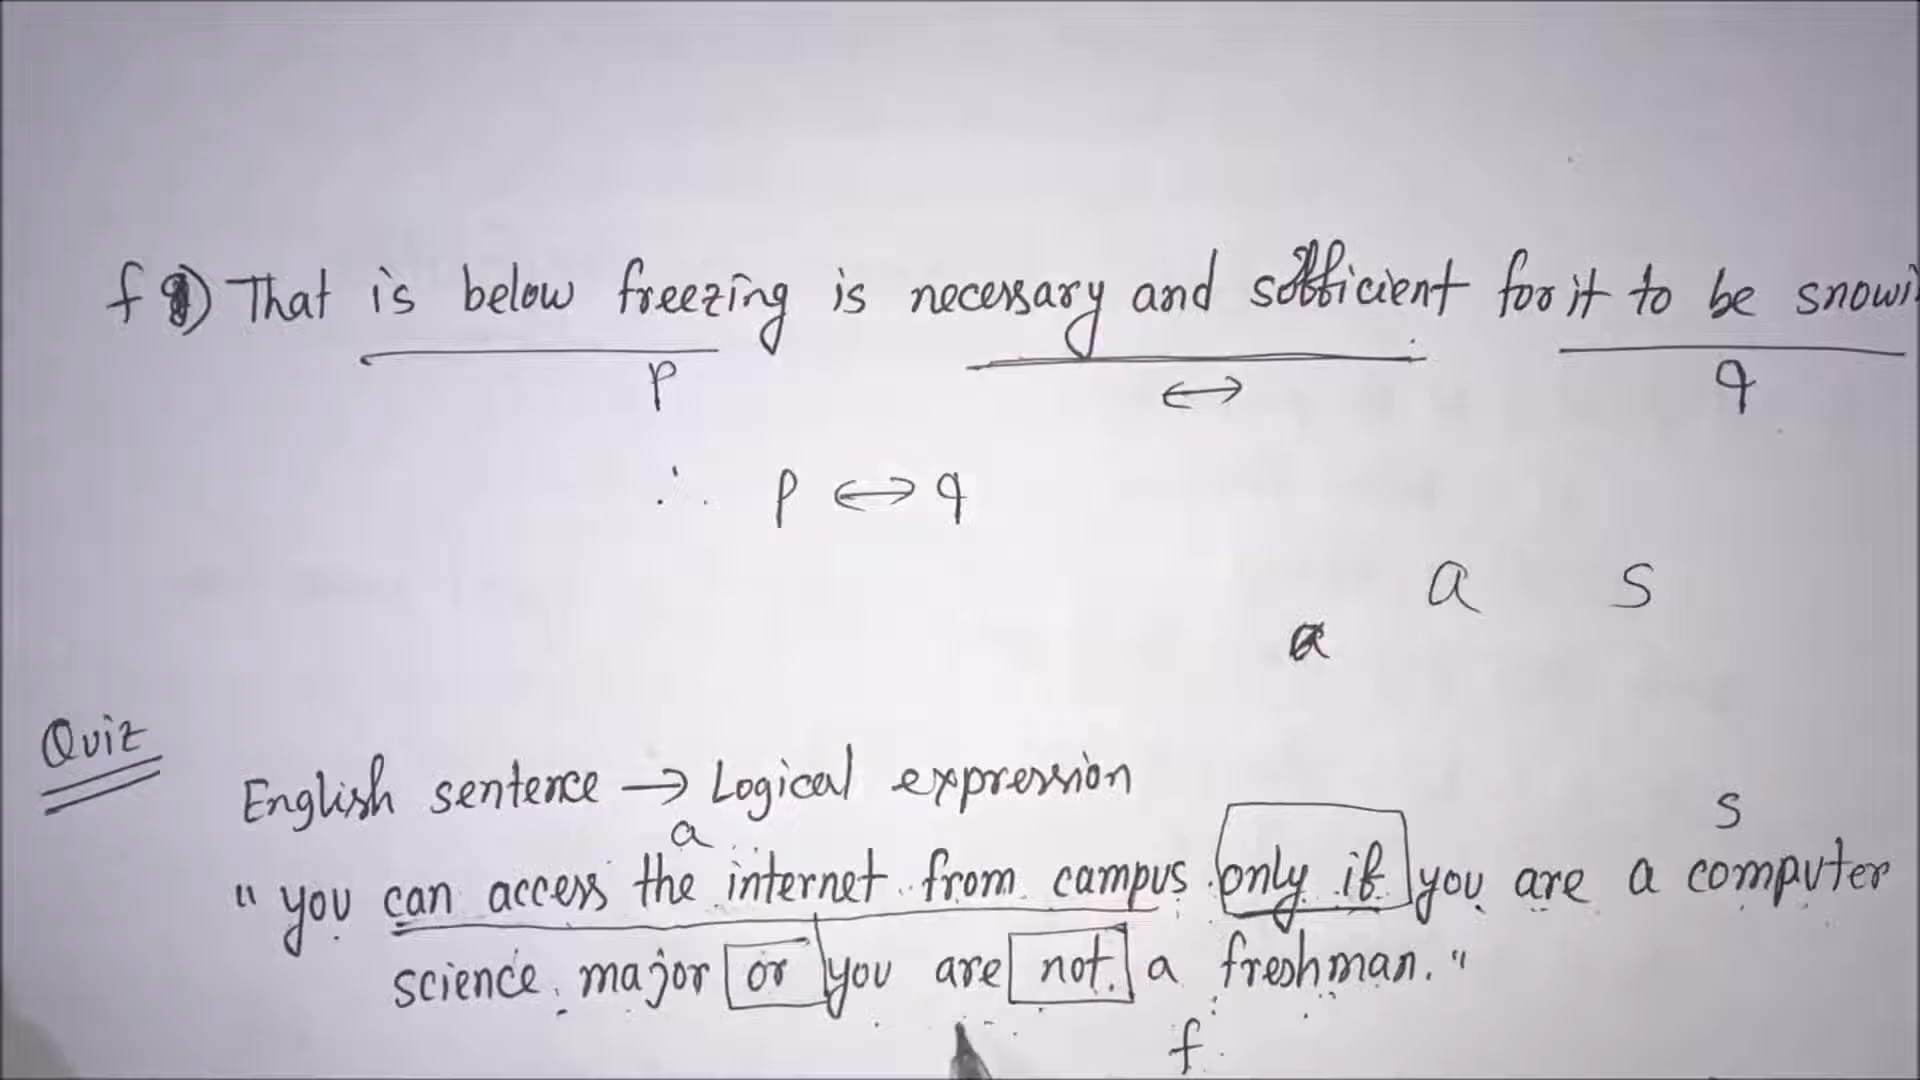 f) That is below freezing is necessary and sufficient for it to be snowi
p ↔ q
∴ p ↔ q
a s
a
Quiz
English sentence → Logical expression
a s
" you can access the internet from campus only if you are a computer
science major or you are not a freshman. "
f